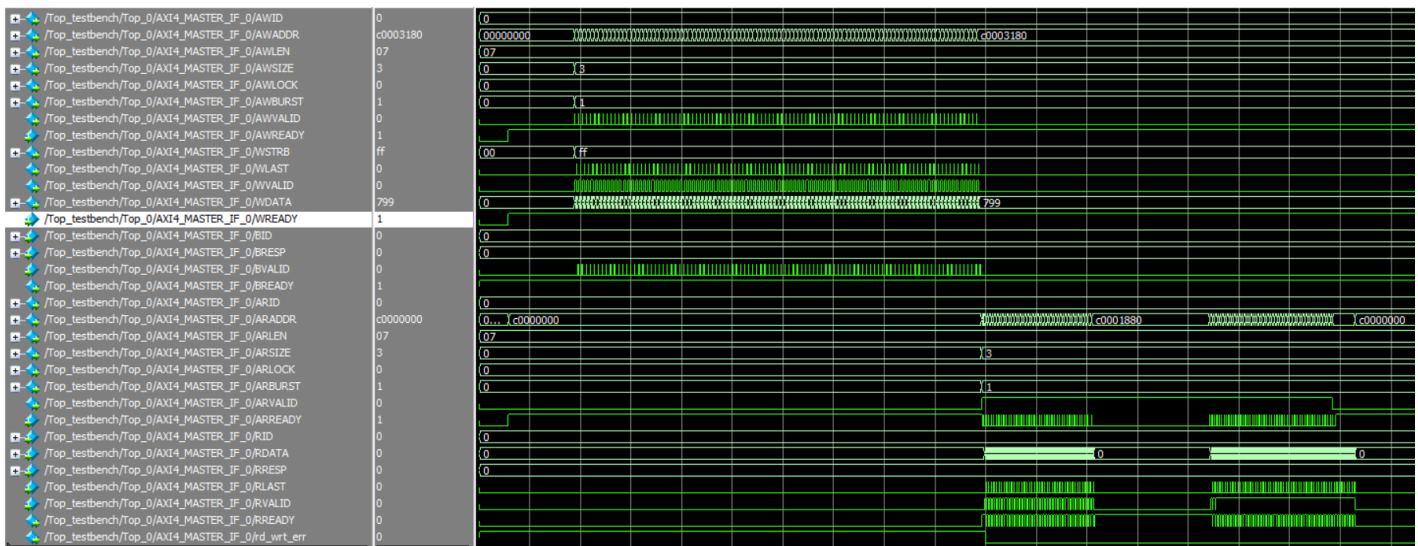 /Top_testbench/Top_0/AXI4_MASTER_IF_0/AWID 0 0
/Top_testbench/Top_0/AXI4_MASTER_IF_0/AWADDR c0003180 00000000 c0003180
/Top_testbench/Top_0/AXI4_MASTER_IF_0/AWLEN 07 07
/Top_testbench/Top_0/AXI4_MASTER_IF_0/AWSIZE 3 0 3
/Top_testbench/Top_0/AXI4_MASTER_IF_0/AWLOCK 0 0
/Top_testbench/Top_0/AXI4_MASTER_IF_0/AWBURST 1 0 1
/Top_testbench/Top_0/AXI4_MASTER_IF_0/AWVALID 0
/Top_testbench/Top_0/AXI4_MASTER_IF_0/AWREADY 1
/Top_testbench/Top_0/AXI4_MASTER_IF_0/WSTRB ff 00 ff
/Top_testbench/Top_0/AXI4_MASTER_IF_0/WLAST 0
/Top_testbench/Top_0/AXI4_MASTER_IF_0/WVALID 0
/Top_testbench/Top_0/AXI4_MASTER_IF_0/WDATA 799 0 799
/Top_testbench/Top_0/AXI4_MASTER_IF_0/WREADY 1
/Top_testbench/Top_0/AXI4_MASTER_IF_0/BID 0 0
/Top_testbench/Top_0/AXI4_MASTER_IF_0/BRESP 0 0
/Top_testbench/Top_0/AXI4_MASTER_IF_0/BVALID 0
/Top_testbench/Top_0/AXI4_MASTER_IF_0/BREADY 1
/Top_testbench/Top_0/AXI4_MASTER_IF_0/ARID 0 0
/Top_testbench/Top_0/AXI4_MASTER_IF_0/ARADDR c0000000 0... c0000000 c0001880 c0000000
/Top_testbench/Top_0/AXI4_MASTER_IF_0/ARLEN 07 07
/Top_testbench/Top_0/AXI4_MASTER_IF_0/ARSIZE 3 0 3
/Top_testbench/Top_0/AXI4_MASTER_IF_0/ARLOCK 0 0
/Top_testbench/Top_0/AXI4_MASTER_IF_0/ARBURST 1 0 1
/Top_testbench/Top_0/AXI4_MASTER_IF_0/ARVALID 0
/Top_testbench/Top_0/AXI4_MASTER_IF_0/ARREADY 1
/Top_testbench/Top_0/AXI4_MASTER_IF_0/RID 0 0
/Top_testbench/Top_0/AXI4_MASTER_IF_0/RDATA 0 0 0 0
/Top_testbench/Top_0/AXI4_MASTER_IF_0/RRESP 0 0
/Top_testbench/Top_0/AXI4_MASTER_IF_0/RLAST 0
/Top_testbench/Top_0/AXI4_MASTER_IF_0/RVALID 0
/Top_testbench/Top_0/AXI4_MASTER_IF_0/RREADY 0
/Top_testbench/Top_0/AXI4_MASTER_IF_0/rd_wrt_err 0